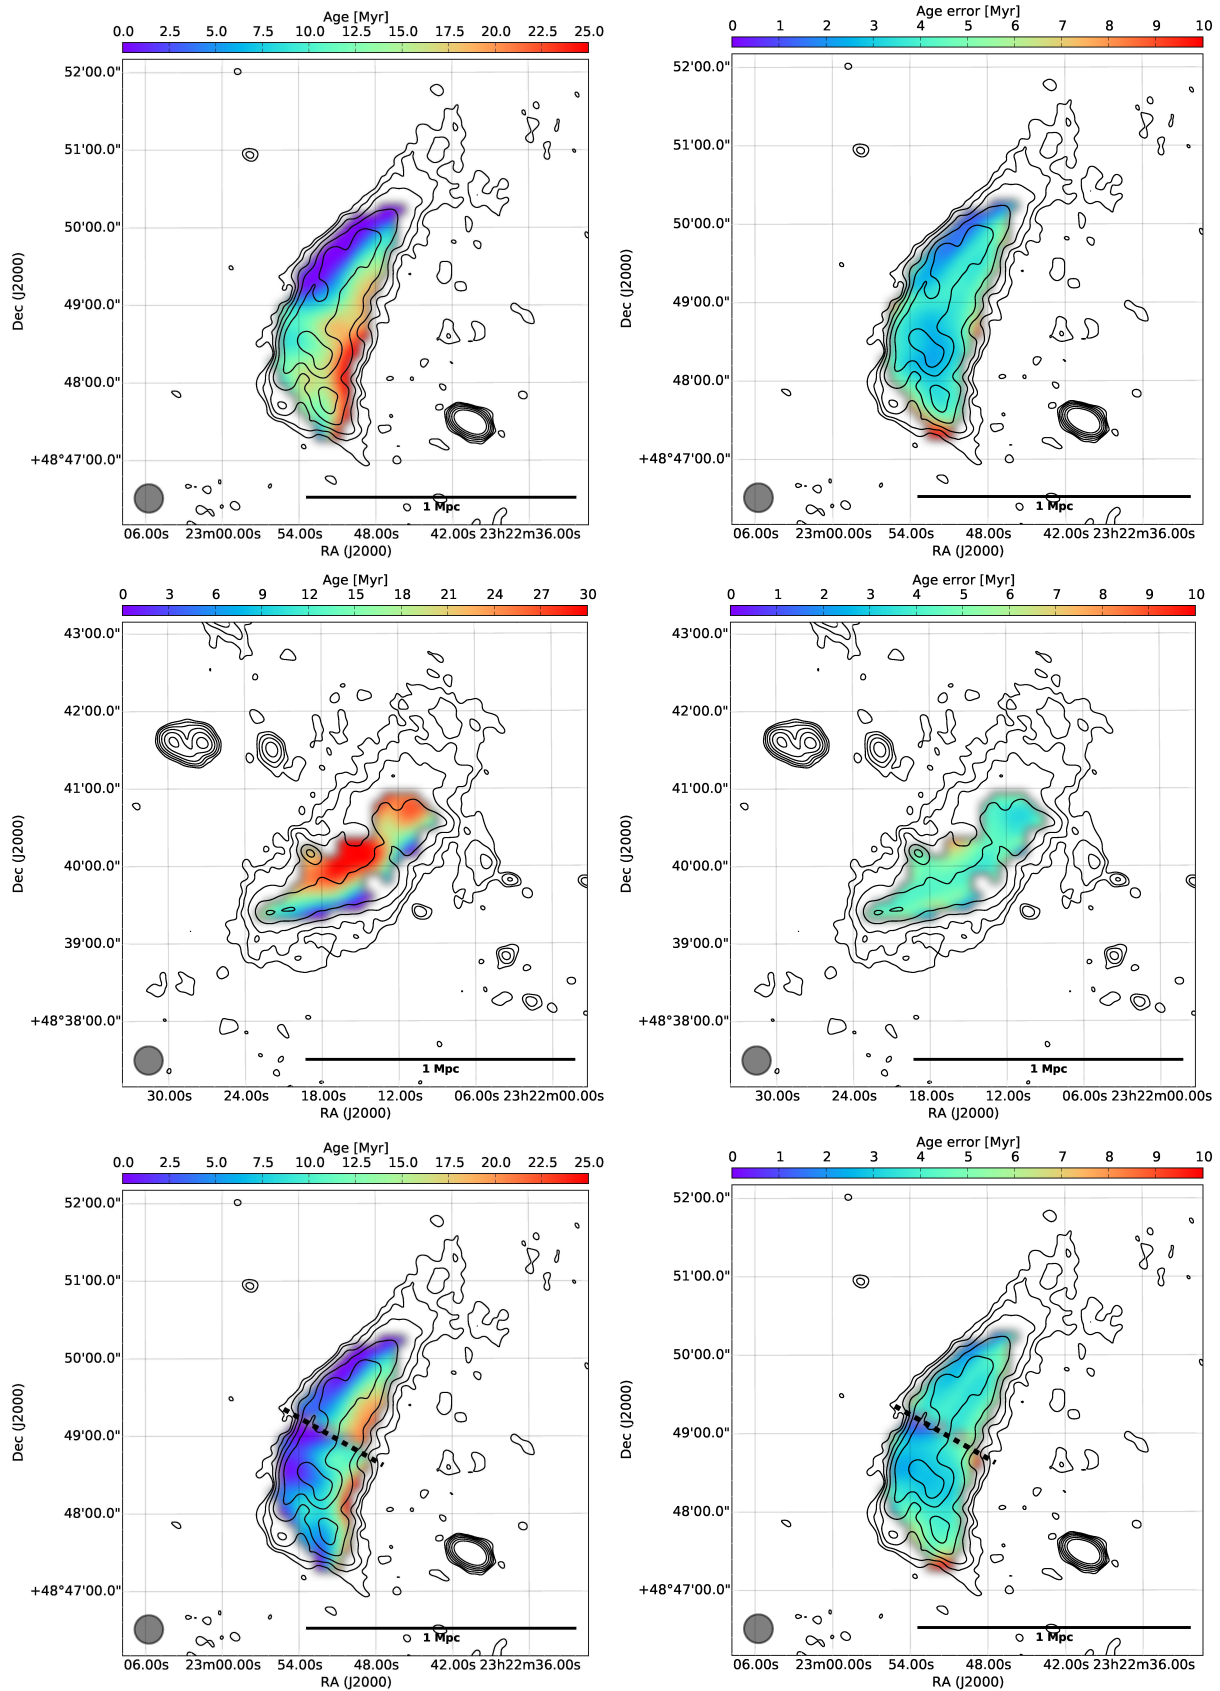 Age [Myr]
0.0 2.5 5.0 7.5 10.0 12.5 15.0 17.5 20.0 22.5 25.0
52'00.0"
51'00.0"
50'00.0"
49'00.0"
48'00.0"
+48°47'00.0"
Dec (J2000)
1 Mpc
06.00s 23m00.00s 54.00s 48.00s 42.00s 23h22m36.00s
RA (J2000)
Age error [Myr]
0 1 2 3 4 5 6 7 8 9 10
52'00.0"
51'00.0"
50'00.0"
49'00.0"
48'00.0"
+48°47'00.0"
Dec (J2000)
1 Mpc
06.00s 23m00.00s 54.00s 48.00s 42.00s 23h22m36.00s
RA (J2000)
Age [Myr]
0 3 6 9 12 15 18 21 24 27 30
43'00.0"
42'00.0"
41'00.0"
40'00.0"
39'00.0"
+48°38'00.0"
Dec (J2000)
1 Mpc
30.00s 24.00s 18.00s 12.00s 06.00s 23h22m00.00s
RA (J2000)
Age error [Myr]
0 1 2 3 4 5 6 7 8 9 10
43'00.0"
42'00.0"
41'00.0"
40'00.0"
39'00.0"
+48°38'00.0"
Dec (J2000)
1 Mpc
30.00s 24.00s 18.00s 12.00s 06.00s 23h22m00.00s
RA (J2000)
Age [Myr]
0.0 2.5 5.0 7.5 10.0 12.5 15.0 17.5 20.0 22.5 25.0
52'00.0"
51'00.0"
50'00.0"
49'00.0"
48'00.0"
+48°47'00.0"
Dec (J2000)
1 Mpc
06.00s 23m00.00s 54.00s 48.00s 42.00s 23h22m36.00s
RA (J2000)
Age error [Myr]
0 1 2 3 4 5 6 7 8 9 10
52'00.0"
51'00.0"
50'00.0"
49'00.0"
48'00.0"
+48°47'00.0"
Dec (J2000)
1 Mpc
06.00s 23m00.00s 54.00s 48.00s 42.00s 23h22m36.00s
RA (J2000)